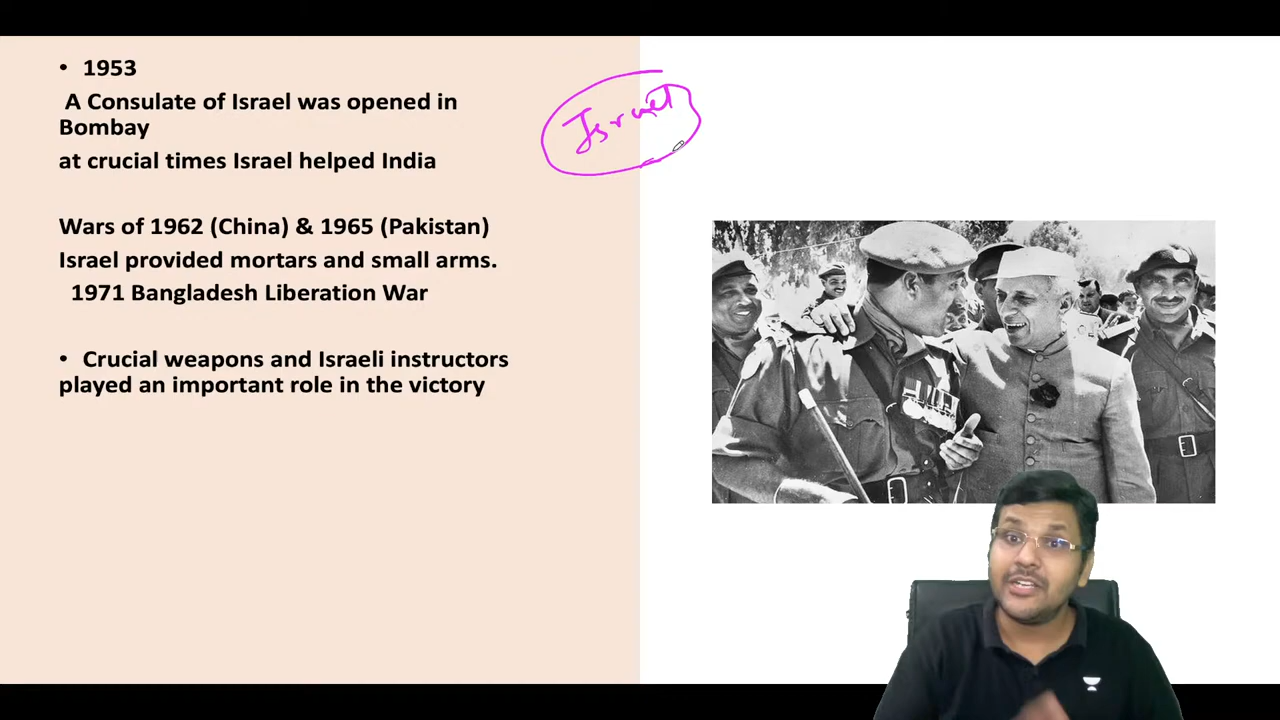 • 1953
A Consulate of Israel was opened in
Bombay
at crucial times Israel helped India
Israel
Wars of 1962 (China) & 1965 (Pakistan)
Israel provided mortars and small arms.
1971 Bangladesh Liberation War
• Crucial weapons and Israeli instructors
played an important role in the victory